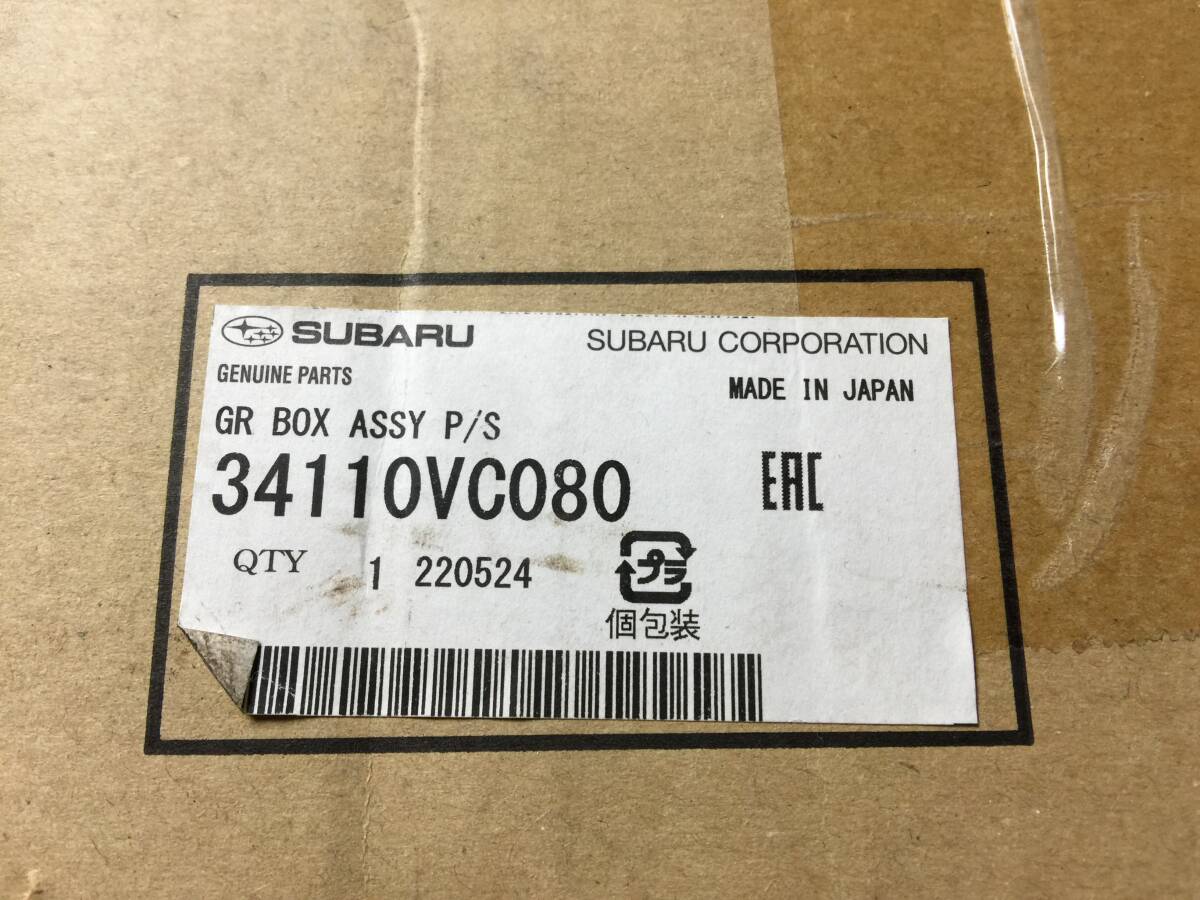 SUBARU
SUBARU CORPORATION
GENUINE PARTS
MADE IN JAPAN
GR BOX ASSY P/S
34110VC080
EAC
QTY 1 220524
プラ
個包装